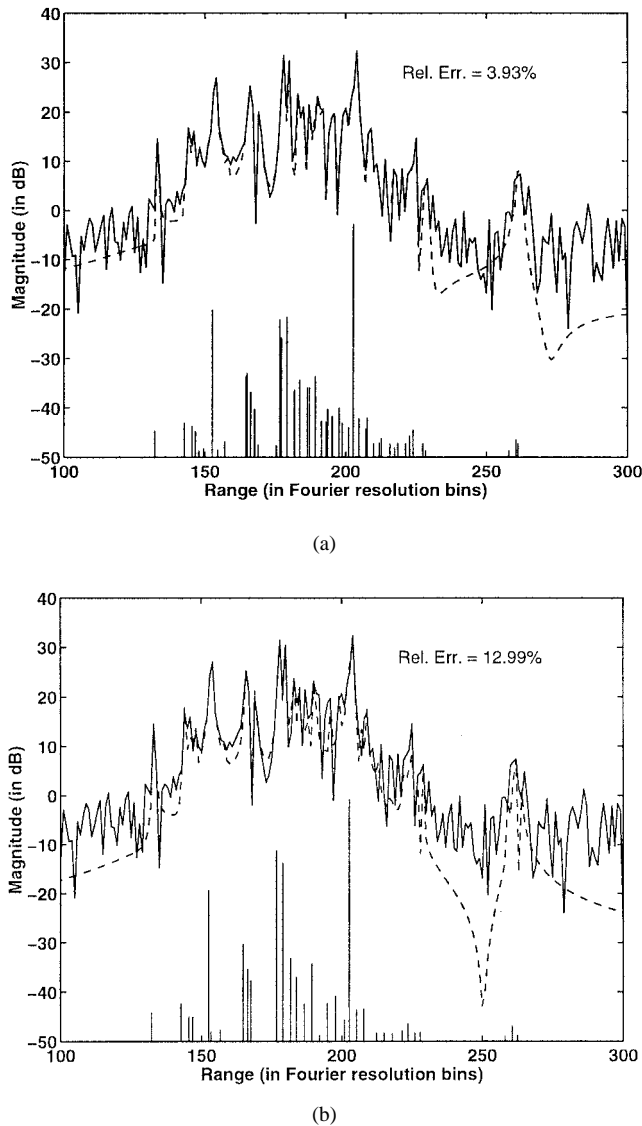 40
30
Rel. Err. = 3.93%
20
10
0
−10
−20
−30
−40
−50
Magnitude (in dB)
100 150 200 250 300
Range (in Fourier resolution bins)
(a)
40
30
Rel. Err. = 12.99%
20
10
0
−10
−20
−30
−40
−50
Magnitude (in dB)
100 150 200 250 300
Range (in Fourier resolution bins)
(b)